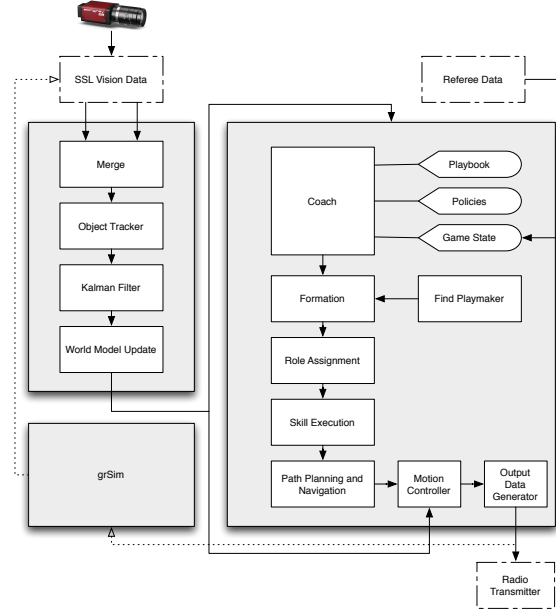 SSL Vision Data
Referee Data
Merge
Object Tracker
Kalman Filter
World Model Update
grSim
Coach
Playbook
Policies
Game State
Formation
Find Playmaker
Role Assignment
Skill Execution
Path Planning and
Navigation
Motion
Controller
Output
Data
Generator
Radio
Transmitter